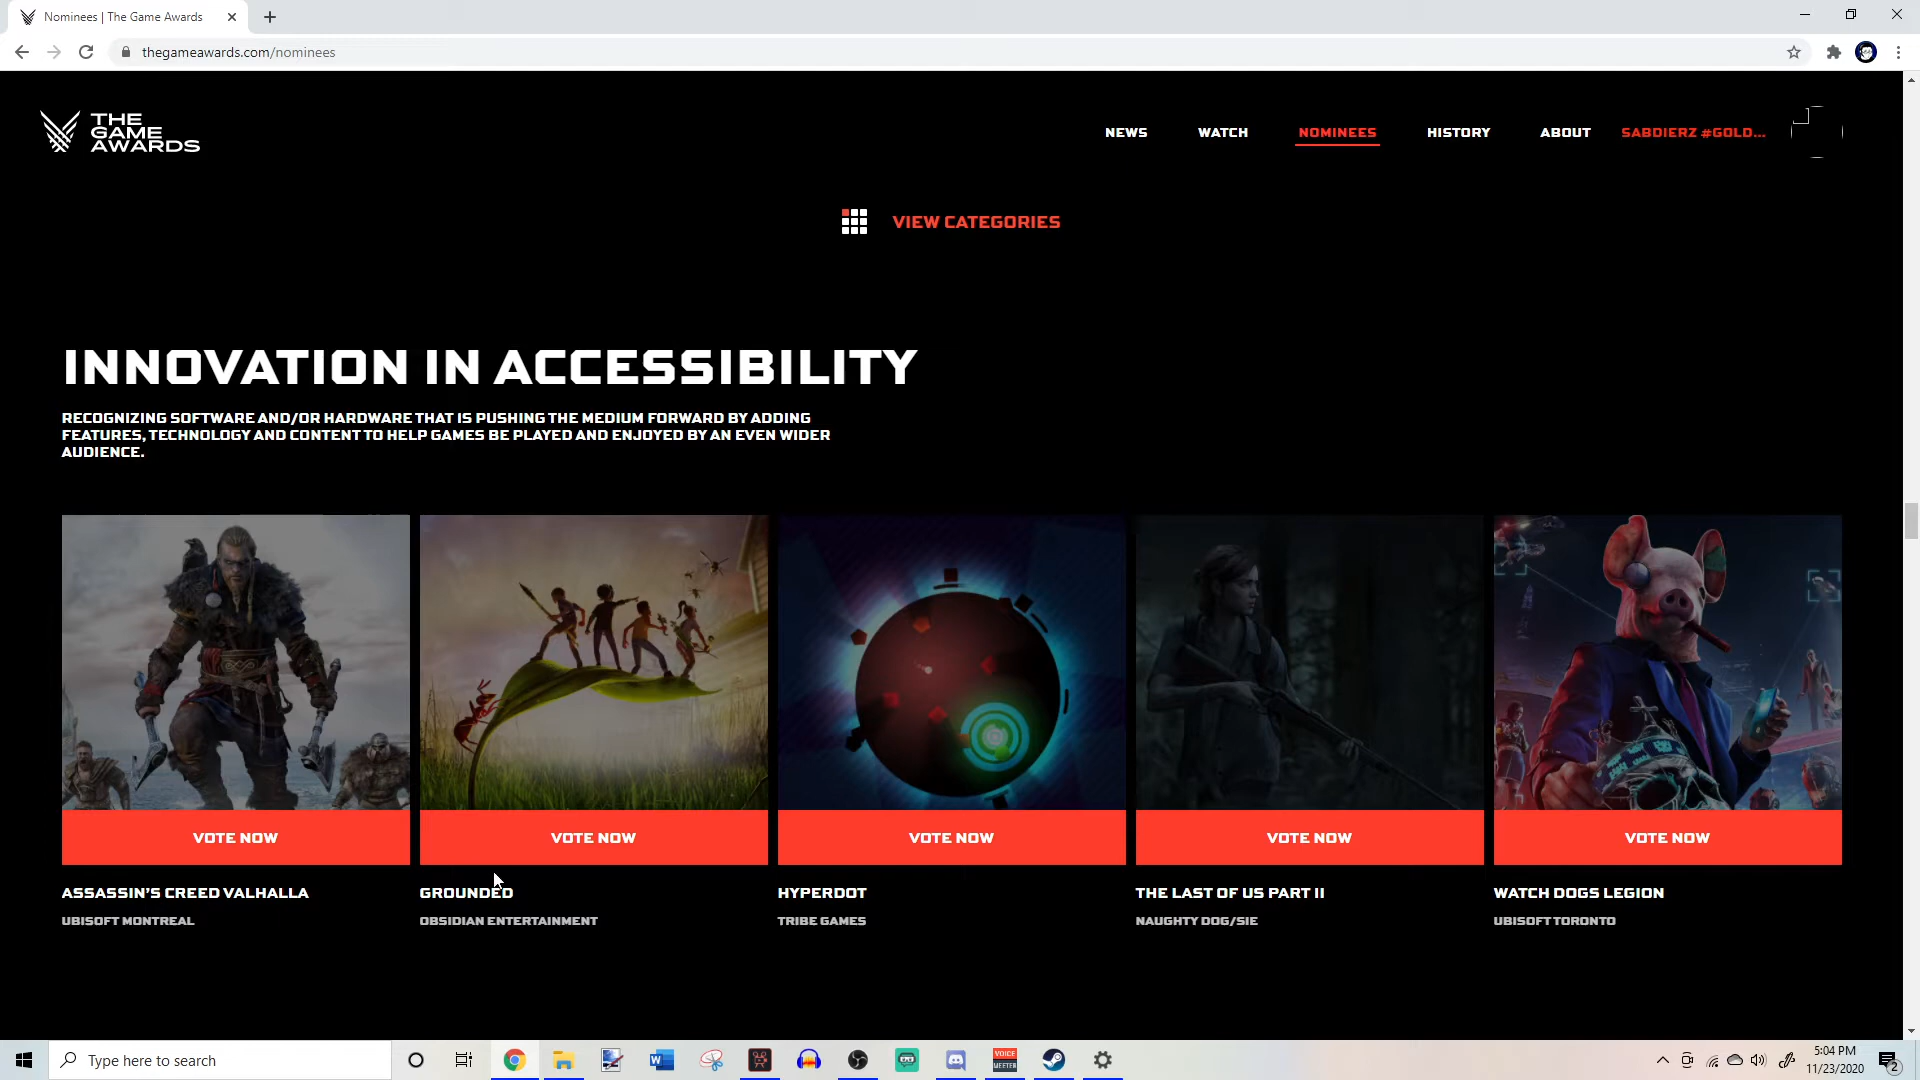 Nominees | The Game Awards
thegameawards.com/nominees
THE
GAME
AWARDS
NEWS
WATCH
NOMINEES
HISTORY
ABOUT
SABDIERZ #GOLD...
VIEW CATEGORIES
INNOVATION IN ACCESSIBILITY
RECOGNIZING SOFTWARE AND/OR HARDWARE THAT IS PUSHING THE MEDIUM FORWARD BY ADDING
FEATURES, TECHNOLOGY AND CONTENT TO HELP GAMES BE PLAYED AND ENJOYED BY AN EVEN WIDER
AUDIENCE.
VOTE NOW
VOTE NOW
VOTE NOW
VOTE NOW
VOTE NOW
ASSASSIN'S CREED VALHALLA
UBISOFT MONTREAL
GROUNDED
OBSIDIAN ENTERTAINMENT
HYPERDOT
TRIBE GAMES
THE LAST OF US PART II
NAUGHTY DOG/SIE
WATCH DOGS LEGION
UBISOFT TORONTO
Type here to search
VOICE
MEETER
5:04 PM
11/23/2020
2